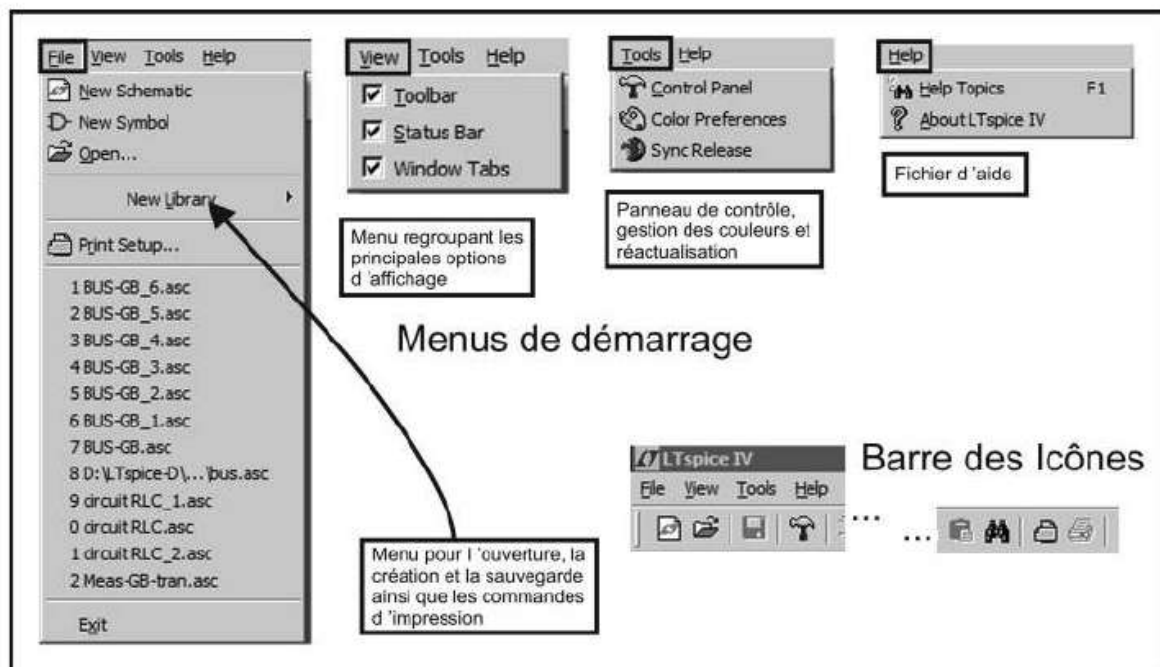 File View Tools Help
New Schematic
New Symbol
Open...
New Library
Print Setup...
1 BUS-GB_6.asc
2 BUS-GB_5.asc
3 BUS-GB_4.asc
4 BUS-GB_3.asc
5 BUS-GB_2.asc
6 BUS-GB_1.asc
7 BUS-GB.asc
8 D:\LTspice-D\...\bus.asc
9 circuit RLC_1.asc
0 circuit RLC.asc
1 circuit RLC_2.asc
2 Meas-GB-tran.asc
Exit
View Tools Help
Toolbar
Status Bar
Window Tabs
Menu regroupant les
principales options
d 'affichage
Tools Help
Control Panel
Color Preferences
Sync Release
Panneau de contrôle,
gestion des couleurs et
réactualisation
Help
Help Topics F1
About LTspice IV
Fichier d 'aide
Menus de démarrage
Menu pour l 'ouverture, la
création et la sauvegarde
ainsi que les commandes
d 'impression
LTspice IV
File View Tools Help
... ...
Barre des Icônes